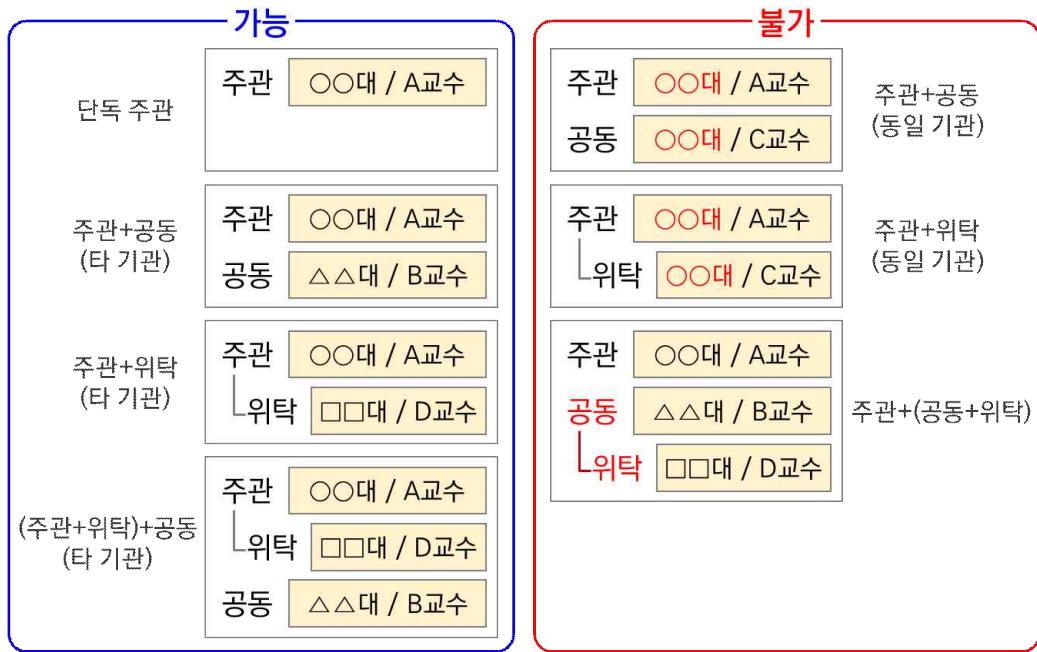 가능
단독 주관
주관 ○○대 / A교수
주관+공동
(타 기관)
주관 ○○대 / A교수
공동 △△대 / B교수
주관+위탁
(타 기관)
주관 ○○대 / A교수
위탁 □□대 / D교수
(주관+위탁)+공동
(타 기관)
주관 ○○대 / A교수
위탁 □□대 / D교수
공동 △△대 / B교수
불가
주관 ○○대 / A교수
공동 ○○대 / C교수
주관+공동
(동일 기관)
주관 ○○대 / A교수
위탁 ○○대 / C교수
주관+위탁
(동일 기관)
주관 ○○대 / A교수
공동 △△대 / B교수
위탁 □□대 / D교수
주관+(공동+위탁)